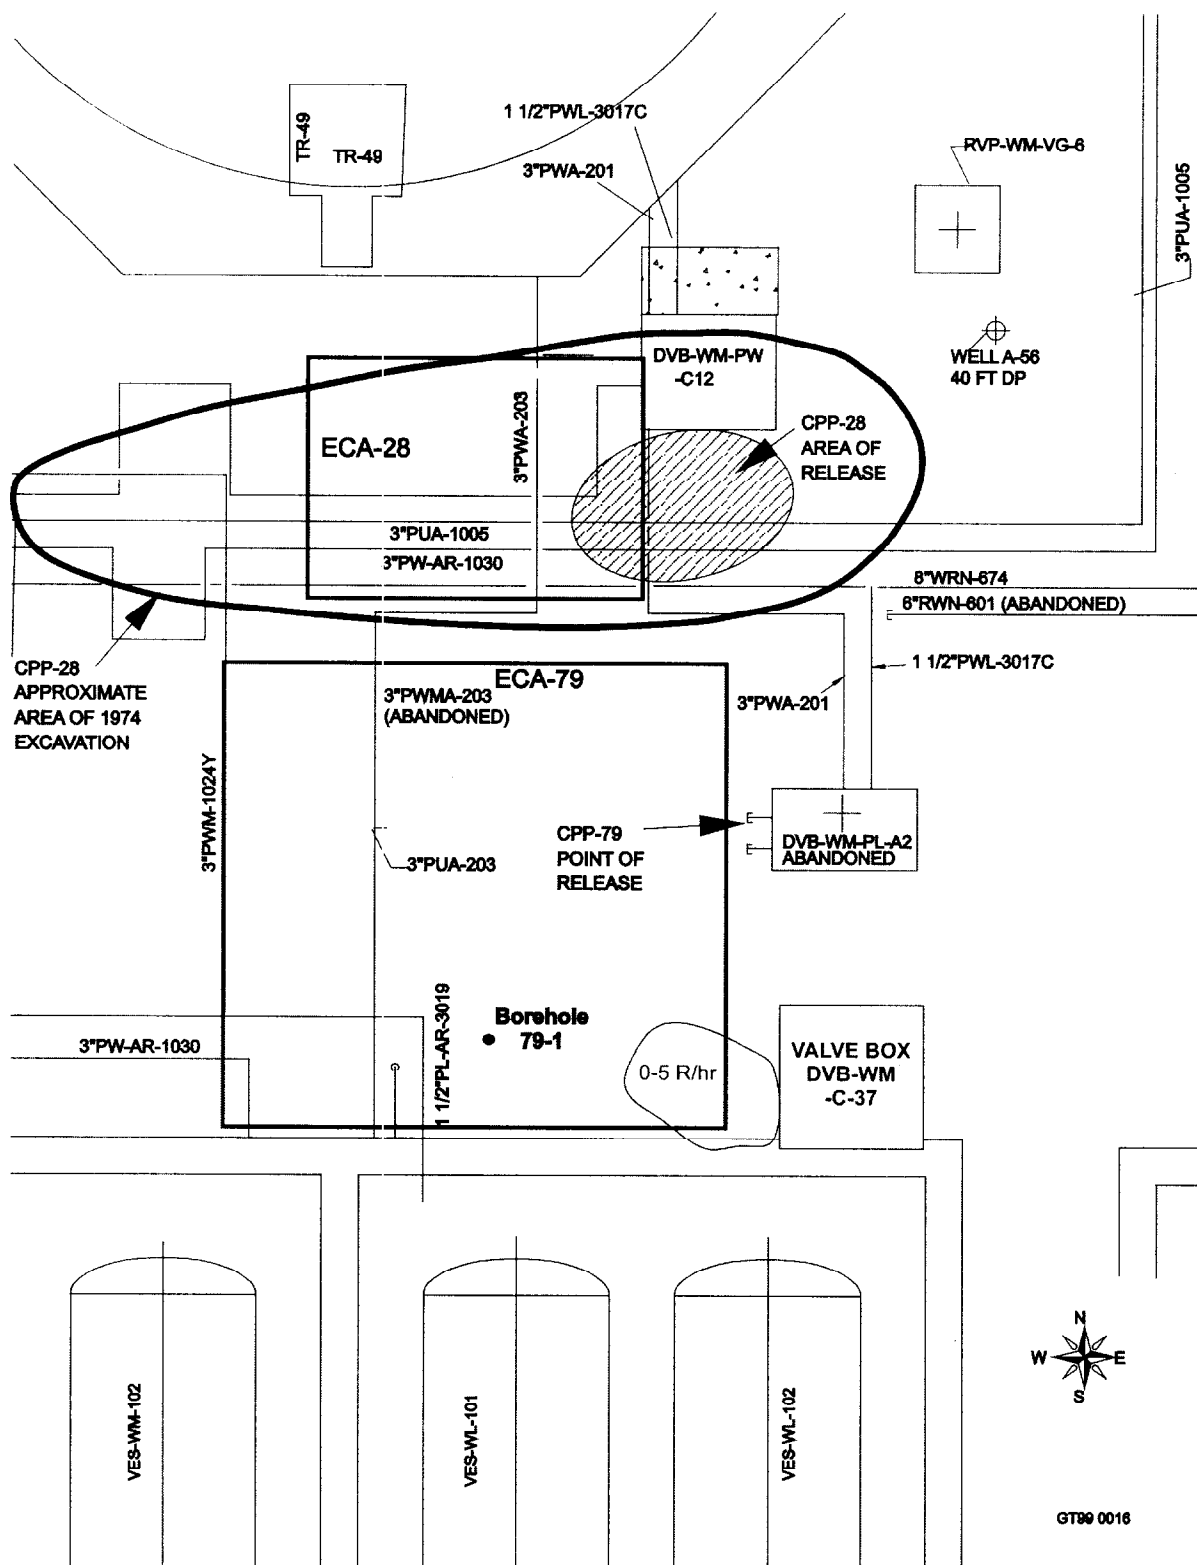 1 1/2"PWL-3017C
TR-49
TR-49
3"PWA-201
RVP-WM-VG-6
3"PUA-1005
WELL A-56
40 FT DP
DVB-WM-PW
-C12
3"PWA-203
ECA-28
CPP-28
AREA OF
RELEASE
3"PUA-1005
3"PW-AR-1030
8"WRN-674
6"RWN-601 (ABANDONED)
CPP-28
APPROXIMATE
AREA OF 1974
EXCAVATION
1 1/2"PWL-3017C
ECA-79
3"PWMA-203
(ABANDONED)
3"PWA-201
3"PWM-1024Y
CPP-79
POINT OF
RELEASE
DVB-WM-PL-A2
ABANDONED
3"PUA-203
1 1/2"PL-AR-3019
Borehole
79-1
3"PW-AR-1030
0-5 R/hr
VALVE BOX
DVB-WM
-C-37
N
W
E
S
VES-WM-102
VES-WL-101
VES-WL-102
GT99 0016